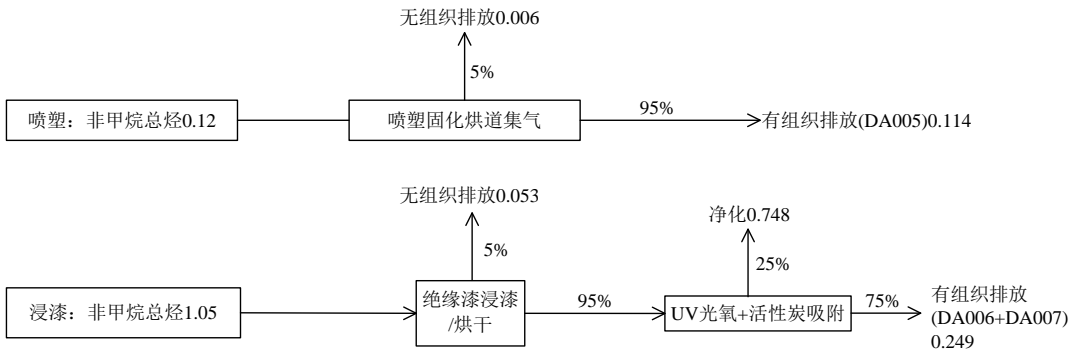 无组织排放0.006
5%
喷塑：非甲烷总烃0.12
喷塑固化烘道集气
95%
有组织排放(DA005)0.114
无组织排放0.053
5%
净化0.748
25%
浸漆：非甲烷总烃1.05
绝缘漆浸漆
/烘干
95%
UV光氧+活性炭吸附
75%
有组织排放
(DA006+DA007)
0.249